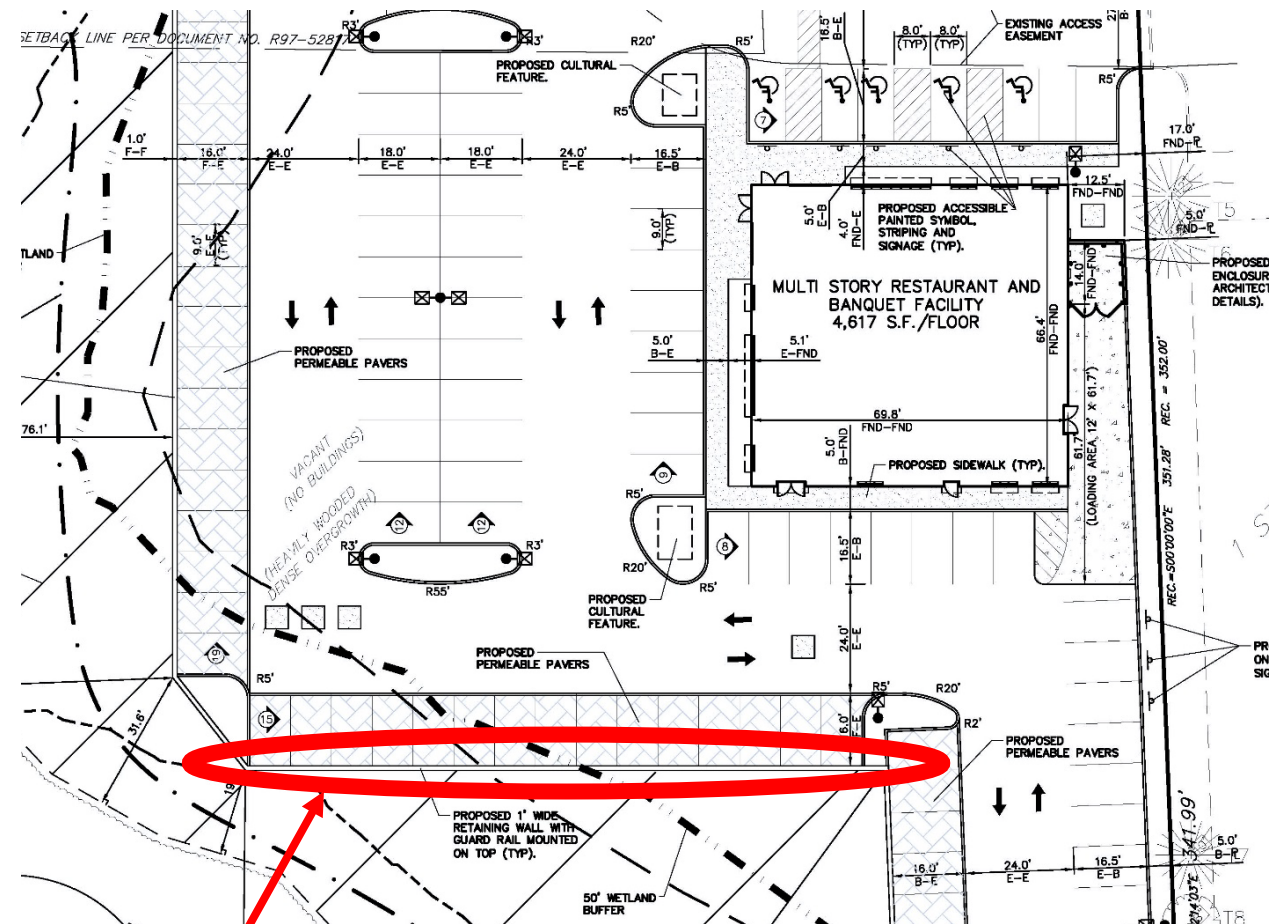 SETBACK LINE PER DOCUMENT NO. R97-52817
R3'
R3'
R20'
R5'
PROPOSED CULTURAL
FEATURE.
R5'
16.5'
B-E
8.0'
(TYP)
8.0'
(TYP)
EXISTING ACCESS
EASEMENT
R5'
7
1.0'
F-F
16.0'
F-E
24.0'
E-E
18.0'
E-E
18.0'
E-E
24.0'
E-E
16.5'
E-B
17.0'
FND-PL
12.5'
FND-FND
5.0'
FND-PL
9.0'
E-E
(TYP)
9.0'
(TYP)
5.0'
E-B
4.0'
FND-E
PROPOSED ACCESSIBLE
PAINTED SYMBOL,
STRIPING AND
SIGNAGE (TYP).
TLAND
14.0'
FND-FND
PROPOSED
ENCLOSUR
ARCHITECT
DETAILS).
MULTI STORY RESTAURANT AND
BANQUET FACILITY
4,617 S.F./FLOOR
66.4'
FND-FND
PROPOSED
PERMEABLE PAVERS
5.0'
B-E
5.1'
E-FND
69.8'
FND-FND
76.1'
VACANT
(NO BUILDINGS)
(HEAVILY WOODED
DENSE OVERGROWTH)
5.0'
B-FND
PROPOSED SIDEWALK (TYP).
61.7'
(LOADING AREA, 12' X 61.7')
REC.=S00°00'00"E 351.28' REC. = 352.00'
9
R5'
12
12
R3'
R3'
8
16.5'
E-B
R20'
R5'
R55'
PROPOSED
CULTURAL
FEATURE.
24.0'
E-E
19
PROPOSED
PERMEABLE PAVERS
R5'
R5'
R20'
R2'
15
6.0'
F-E
31.6'
19
PROPOSED
PERMEABLE PAVERS
PROPOSED 1' WIDE
RETAINING WALL WITH
GUARD RAIL MOUNTED
ON TOP (TYP).
50' WETLAND
BUFFER
16.0'
B-F
24.0'
E-E
16.5'
E-B
5.0'
B-PL
341.99'
PR
ON
SIG